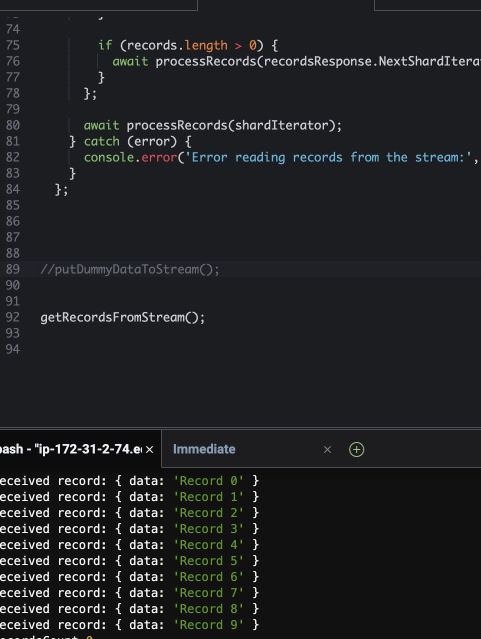 74
75 if (records.length > 0) {
76 await processRecords(recordsResponse.NextShardItera
77 }
78 };
79
80 await processRecords(shardIterator);
81 } catch (error) {
82 console.error('Error reading records from the stream:',
83 }
84 };
85
86
87
88
89 //putDummyDataToStream();
90
91
92 getRecordsFromStream();
93
94
bash - "ip-172-31-2-74.e × Immediate × +
eceived record: { data: 'Record 0' }
eceived record: { data: 'Record 1' }
eceived record: { data: 'Record 2' }
eceived record: { data: 'Record 3' }
eceived record: { data: 'Record 4' }
eceived record: { data: 'Record 5' }
eceived record: { data: 'Record 6' }
eceived record: { data: 'Record 7' }
eceived record: { data: 'Record 8' }
eceived record: { data: 'Record 9' }